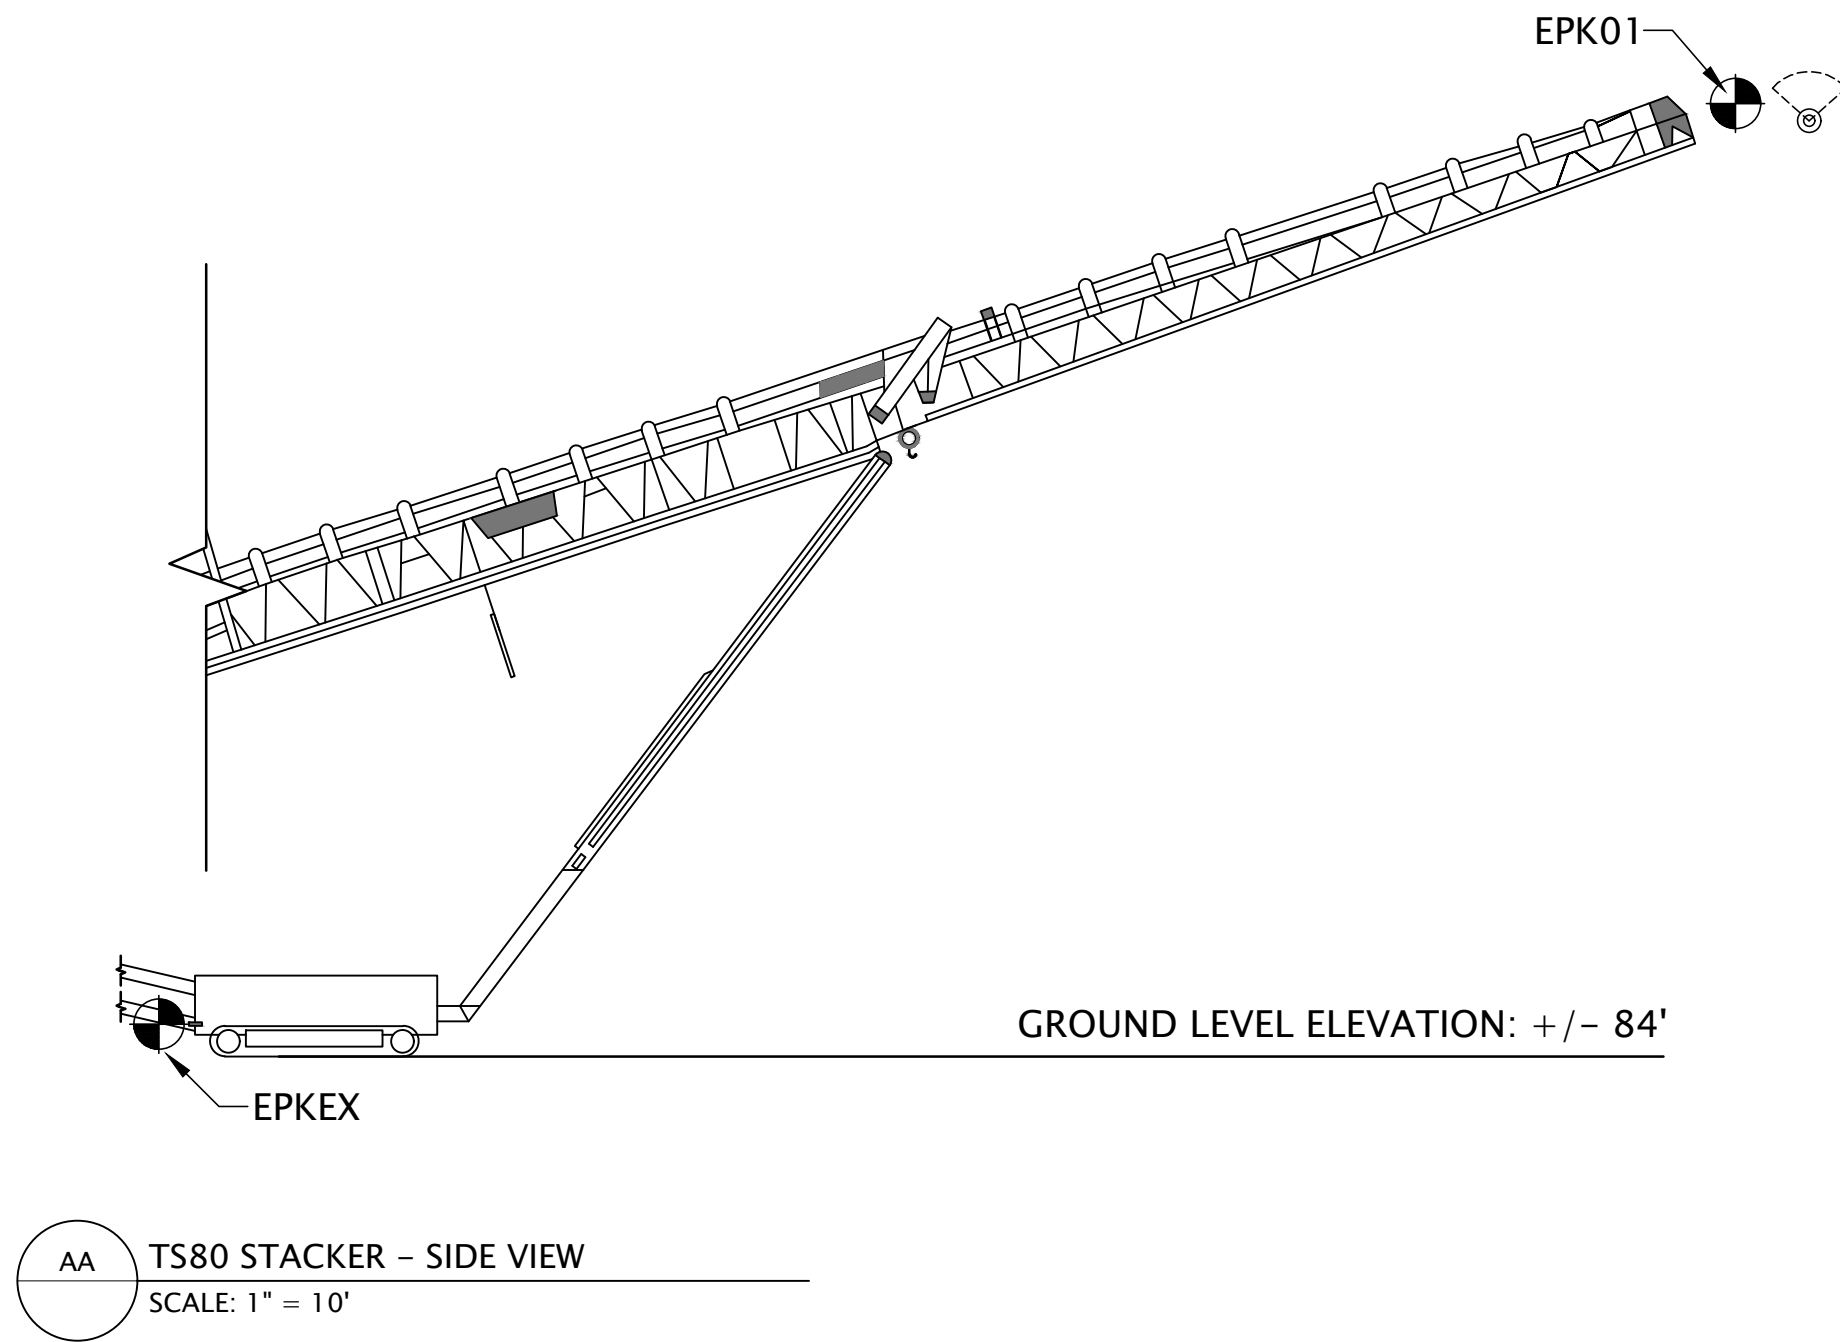 EPK01
GROUND LEVEL ELEVATION: +/- 84'
EPKEX
AA
TS80 STACKER - SIDE VIEW
SCALE: 1" = 10'